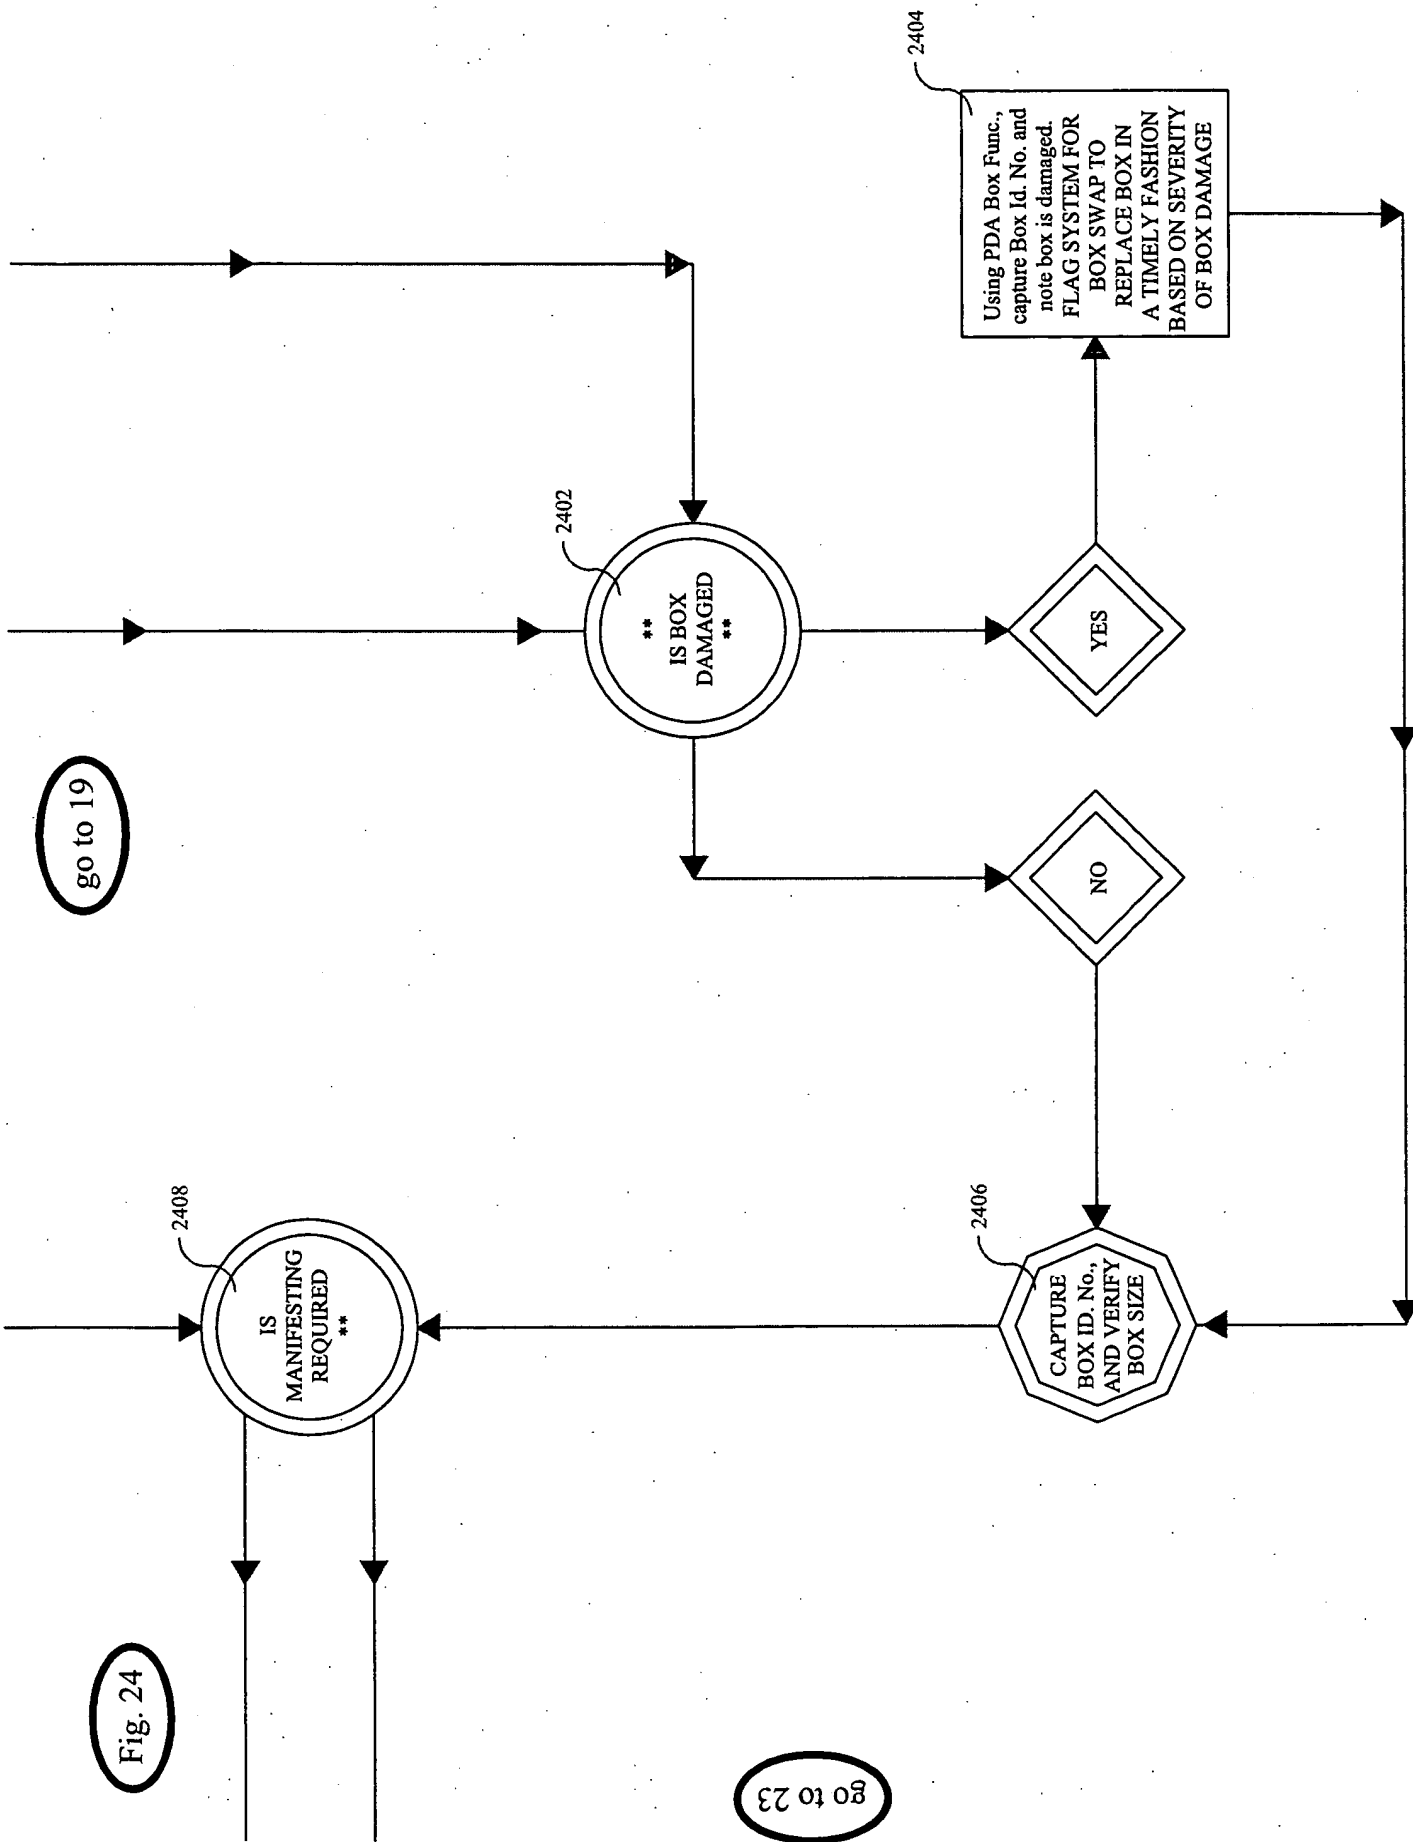 Fig. 24
go to 19
go to 23
2408
IS
MANIFESTING
REQUIRED
**
2402
**
IS BOX
DAMAGED
**
2404
Using PDA Box Func.,
capture Box Id. No. and
note box is damaged.
FLAG SYSTEM FOR
BOX SWAP TO
REPLACE BOX IN
A TIMELY FASHION
BASED ON SEVERITY
OF BOX DAMAGE
YES
NO
2406
CAPTURE
BOX ID. No.,
AND VERIFY
BOX SIZE